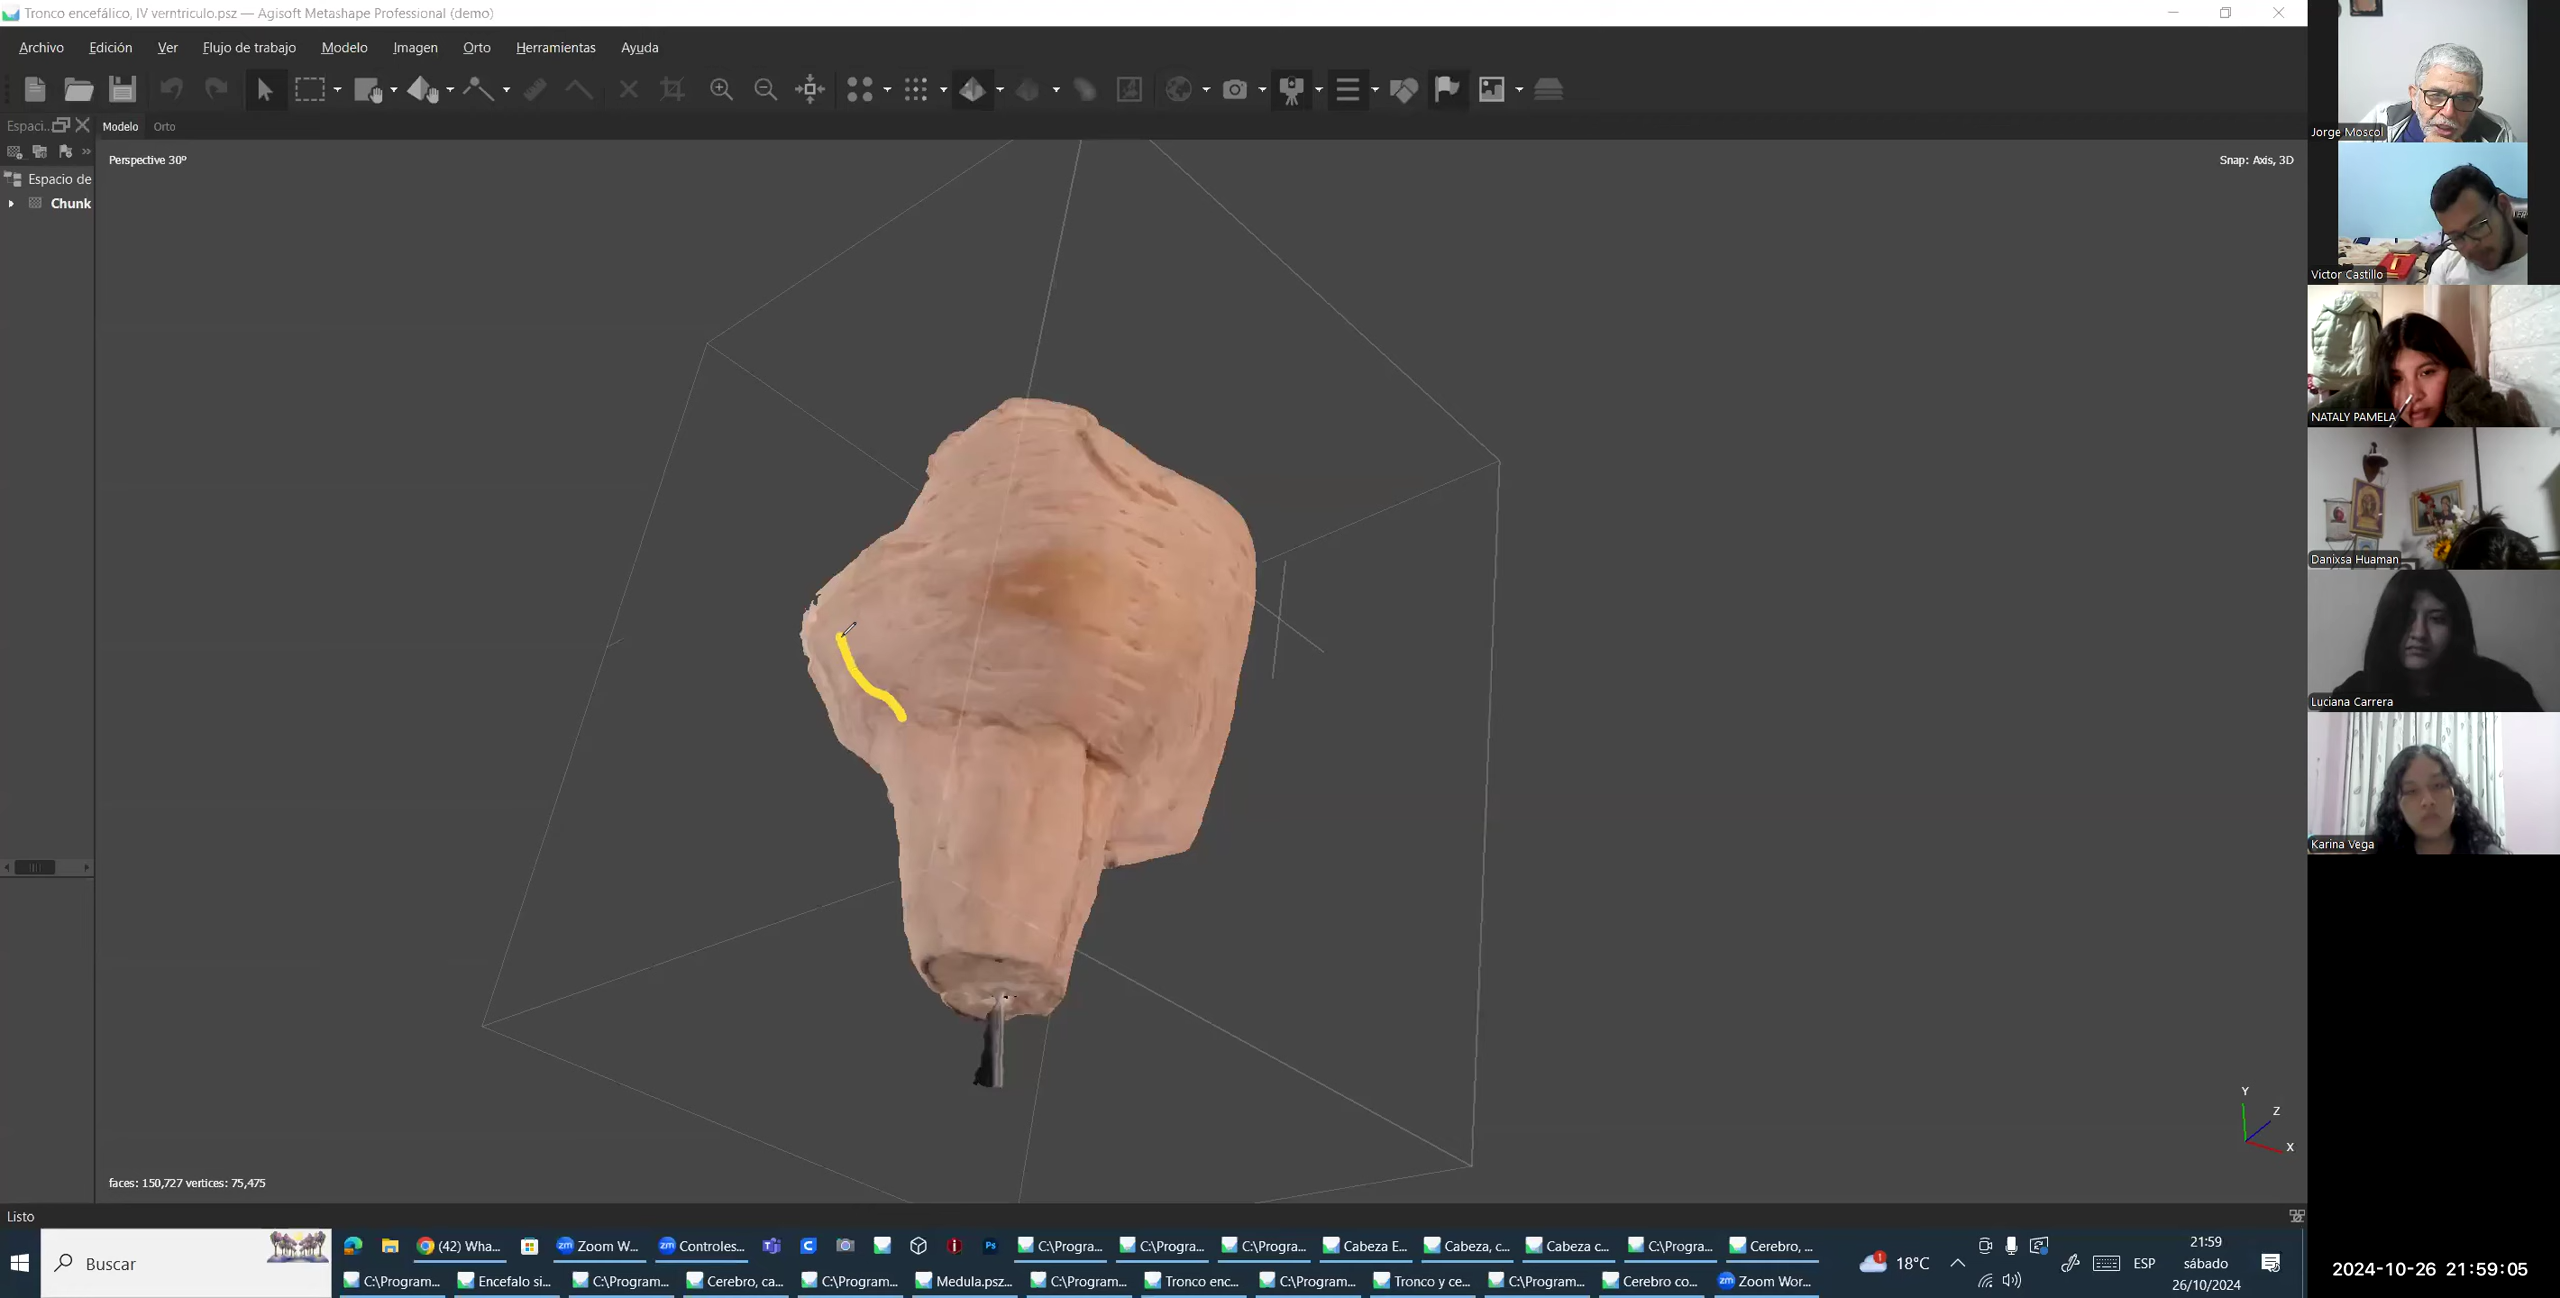 Tronco encefálico, IV verntriculo.psz — Agisoft Metashape Professional (demo)
Archivo Edición Ver Flujo de trabajo Modelo Imagen Orto Herramientas Ayuda
Espaci... Modelo Orto
Perspective 30º
Snap: Axis, 3D
Espacio de
Chunk
Jorge Moscol
Victor Castillo
NATALY PAMELA
Danixsa Huaman
Luciana Carrera
Karina Vega
Y
Z
X
faces: 150,727 vertices: 75,475
Listo
Buscar
(42) Wha... Zoom W... Controles... C:\Progra... C:\Progra... C:\Progra... Cabeza E... Cabeza, c... Cabeza c... C:\Progra... Cerebro, ...
C:\Program... Encefalo si... C:\Program... Cerebro, ca... C:\Program... Medula.psz... C:\Program... Tronco enc... C:\Program... Tronco y ce... C:\Program... Cerebro co... Zoom Wor...
1
18°C
ESP
21:59
sábado
26/10/2024
2024-10-26 21:59:05